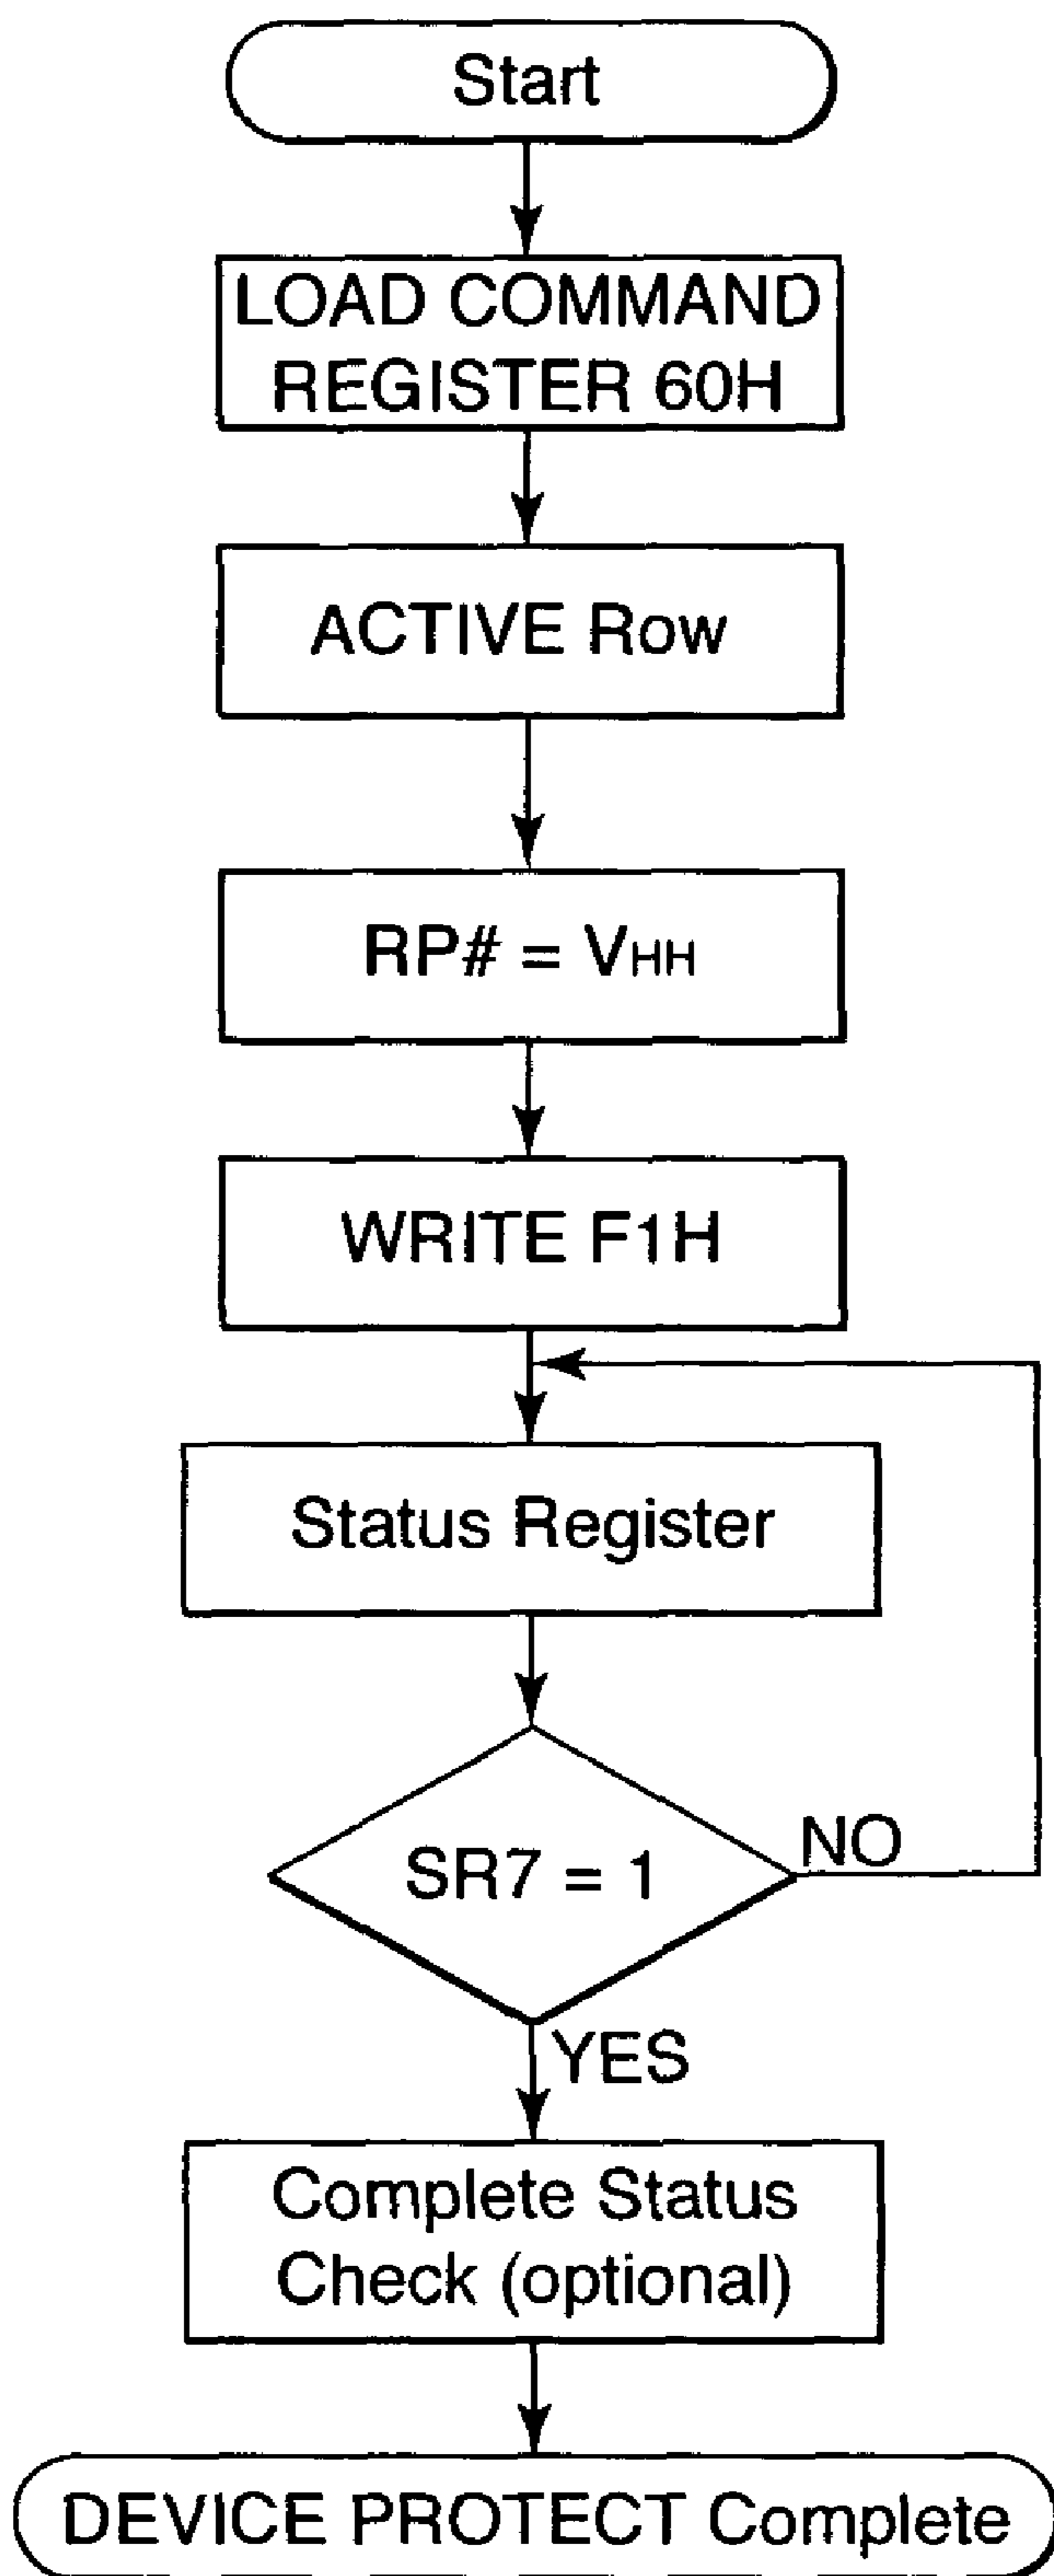 Start
LOAD COMMAND
REGISTER 60H
ACTIVE Row
RP# = VHH
WRITE F1H
Status Register
SR7 = 1
NO
YES
Complete Status
Check (optional)
DEVICE PROTECT Complete